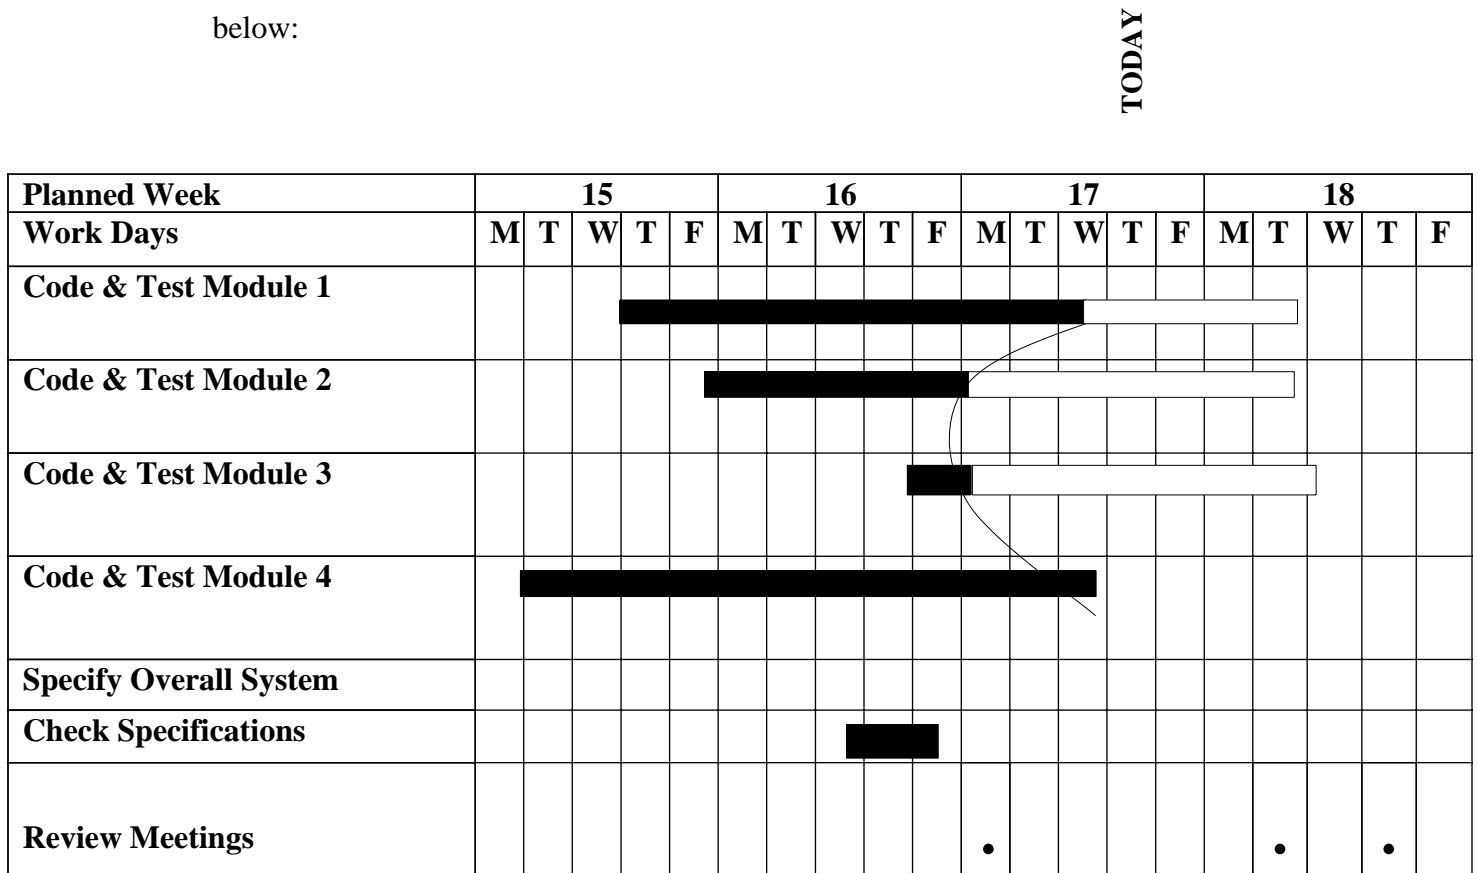 below:
TODAY
Planned Week 15 16 17 18
Work Days M T W T F M T W T F M T W T F M T W T F
Code & Test Module 1
Code & Test Module 2
Code & Test Module 3
Code & Test Module 4
Specify Overall System
Check Specifications
Review Meetings